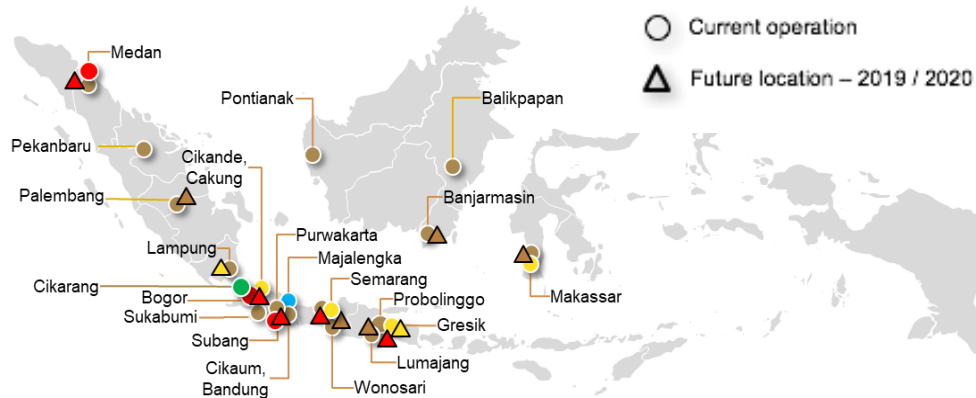 Current operation
Medan
Future location – 2019 / 2020
Pontianak
Balikpapan
Pekanbaru
Cikande,
Cakung
Palembang
Banjarmasin
Purwakarta
Lampung
Majalengka
Cikarang
Semarang
Bogor
Probolinggo
Makassar
Sukabumi
Gresik
Subang
Lumajang
Cikaum,
Bandung
Wonosari